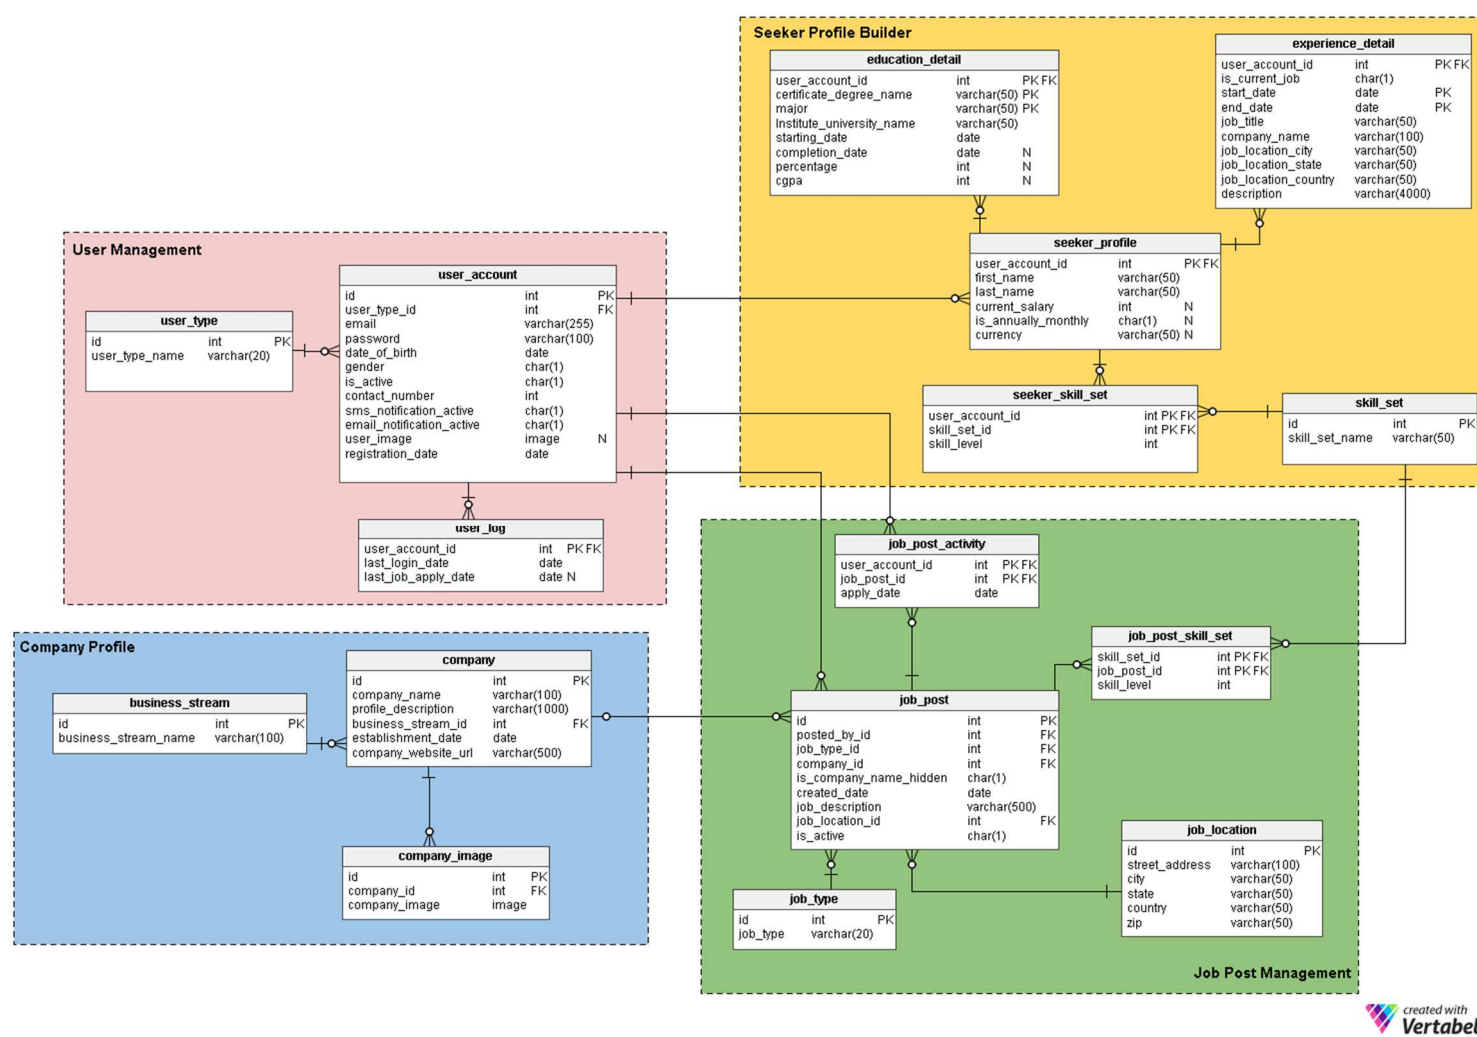 Seeker Profile Builder
education_detail
user_account_id int PK FK
certificate_degree_name varchar(50) PK
major varchar(50) PK
Institute_university_name varchar(50)
starting_date date
completion_date date N
percentage int N
cgpa int N
experience_detail
user_account_id int PK FK
is_current_job char(1)
start_date date PK
end_date date PK
job_title varchar(50)
company_name varchar(100)
job_location_city varchar(50)
job_location_state varchar(50)
job_location_country varchar(50)
description varchar(4000)
seeker_profile
user_account_id int PK FK
first_name varchar(50)
last_name varchar(50)
current_salary int N
is_annually_monthly char(1) N
currency varchar(50) N
seeker_skill_set
user_account_id int PK FK
skill_set_id int PK FK
skill_level int
skill_set
id int PK
skill_set_name varchar(50)
User Management
user_type
id int PK
user_type_name varchar(20)
user_account
id int PK
user_type_id int FK
email varchar(255)
password varchar(100)
date_of_birth date
gender char(1)
is_active char(1)
contact_number int
sms_notification_active char(1)
email_notification_active char(1)
user_image image N
registration_date date
user_log
user_account_id int PK FK
last_login_date date
last_job_apply_date date N
Company Profile
business_stream
id int PK
business_stream_name varchar(100)
company
id int PK
company_name varchar(100)
profile_description varchar(1000)
business_stream_id int FK
establishment_date date
company_website_url varchar(500)
company_image
id int PK
company_id int FK
company_image image
job_post_activity
user_account_id int PK FK
job_post_id int PK FK
apply_date date
job_post_skill_set
skill_set_id int PK FK
job_post_id int PK FK
skill_level int
job_post
id int PK
posted_by_id int FK
job_type_id int FK
company_id int FK
is_company_name_hidden char(1)
created_date date
job_description varchar(500)
job_location_id int FK
is_active char(1)
job_type
id int PK
job_type varchar(20)
job_location
id int PK
street_address varchar(100)
city varchar(50)
state varchar(50)
country varchar(50)
zip varchar(50)
Job Post Management
created with
Vertabel